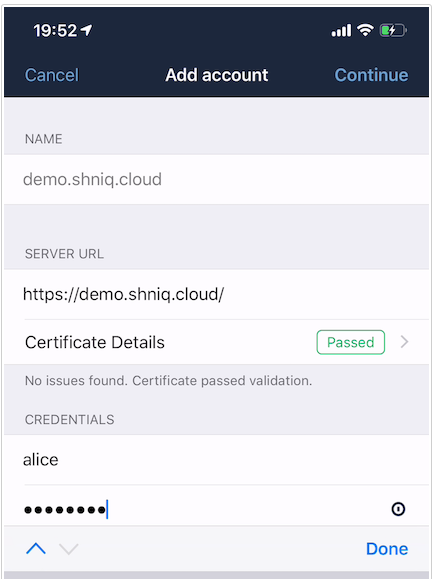 19:52
Cancel Add account Continue
NAME
demo.shniq.cloud
SERVER URL
https://demo.shniq.cloud/
Certificate Details Passed
No issues found. Certificate passed validation.
CREDENTIALS
alice
••••••••
Done